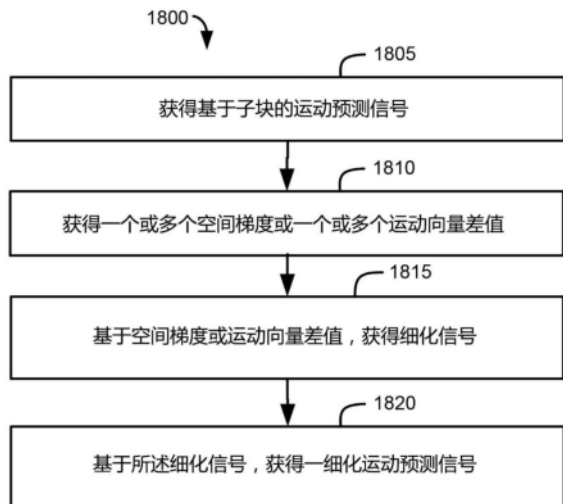 1800
1805
获得基于子块的运动预测信号
1810
获得一个或多个空间梯度或一个或多个运动向量差值
1815
基于空间梯度或运动向量差值，获得细化信号
1820
基于所述细化信号，获得一细化运动预测信号